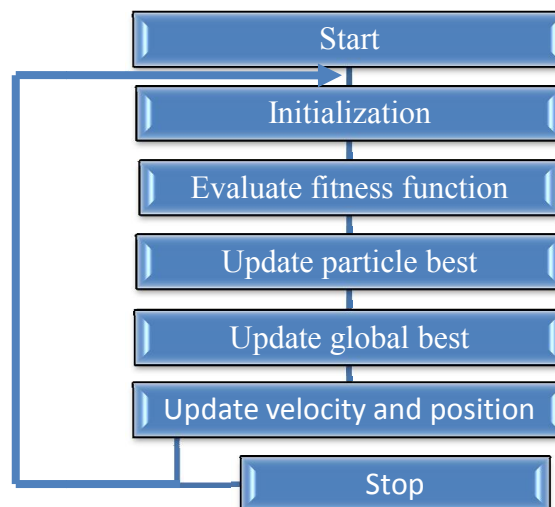 Start
Initialization
Evaluate fitness function
Update particle best
Update global best
Update velocity and position
Stop